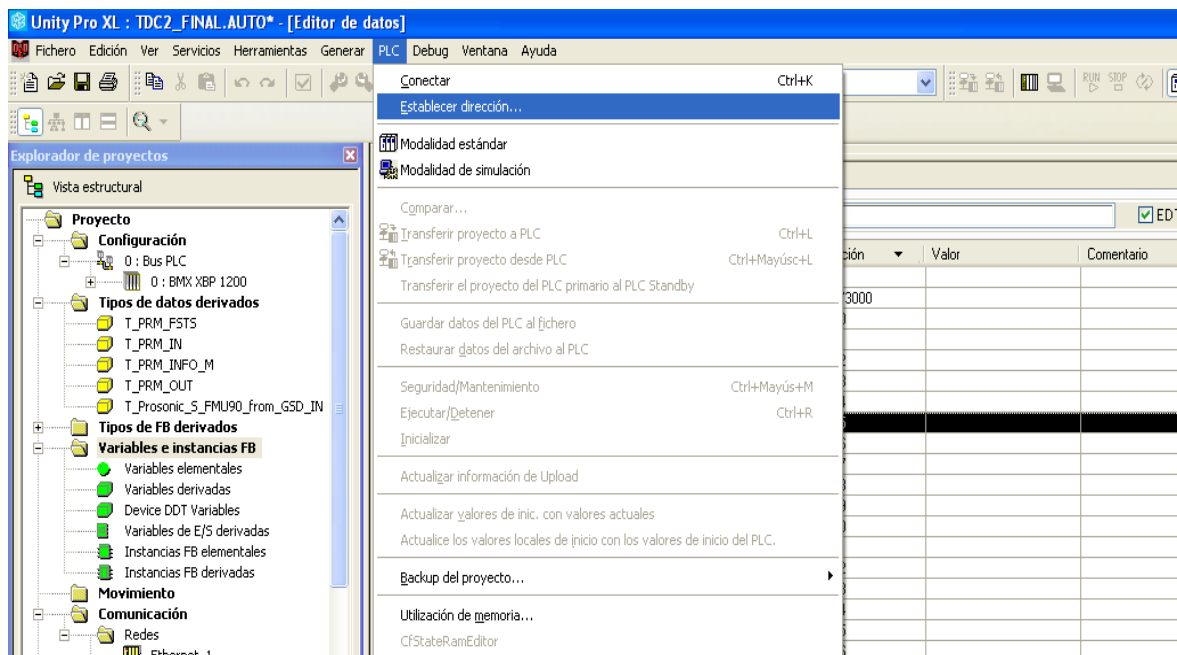 Unity Pro XL : TDC2_FINAL.AUTO* - [Editor de datos]
Fichero Edición Ver Servicios Herramientas Generar PLC Debug Ventana Ayuda
RUN STOP
Explorador de proyectos
Vista estructural
Proyecto
Configuración
0 : Bus PLC
0 : BMX XBP 1200
Tipos de datos derivados
T_PRM_FSTS
T_PRM_IN
T_PRM_INFO_M
T_PRM_OUT
T_Prosonic_S_FMU90_from_GSD_IN
Tipos de FB derivados
Variables e instancias FB
Variables elementales
Variables derivadas
Device DDT Variables
Variables de E/S derivadas
Instancias FB elementales
Instancias FB derivadas
Movimiento
Comunicación
Redes
Ethernet_1
Conectar Ctrl+K
Establecer dirección...
Modalidad estándar
Modalidad de simulación
Comparar...
Transferir proyecto a PLC Ctrl+L
Transferir proyecto desde PLC Ctrl+Mayúsc+L
Transferir el proyecto del PLC primario al PLC Standby
Guardar datos del PLC al fichero
Restaurar datos del archivo al PLC
Seguridad/Mantenimiento Ctrl+Mayús+M
Ejecutar/Detener Ctrl+R
Inicializar
Actualizar información de Upload
Actualizar valores de inic. con valores actuales
Actualice los valores locales de inicio con los valores de inicio del PLC.
Backup del proyecto...
Utilización de memoria...
CfStateRamEditor
EDT
ción Valor Comentario
3000